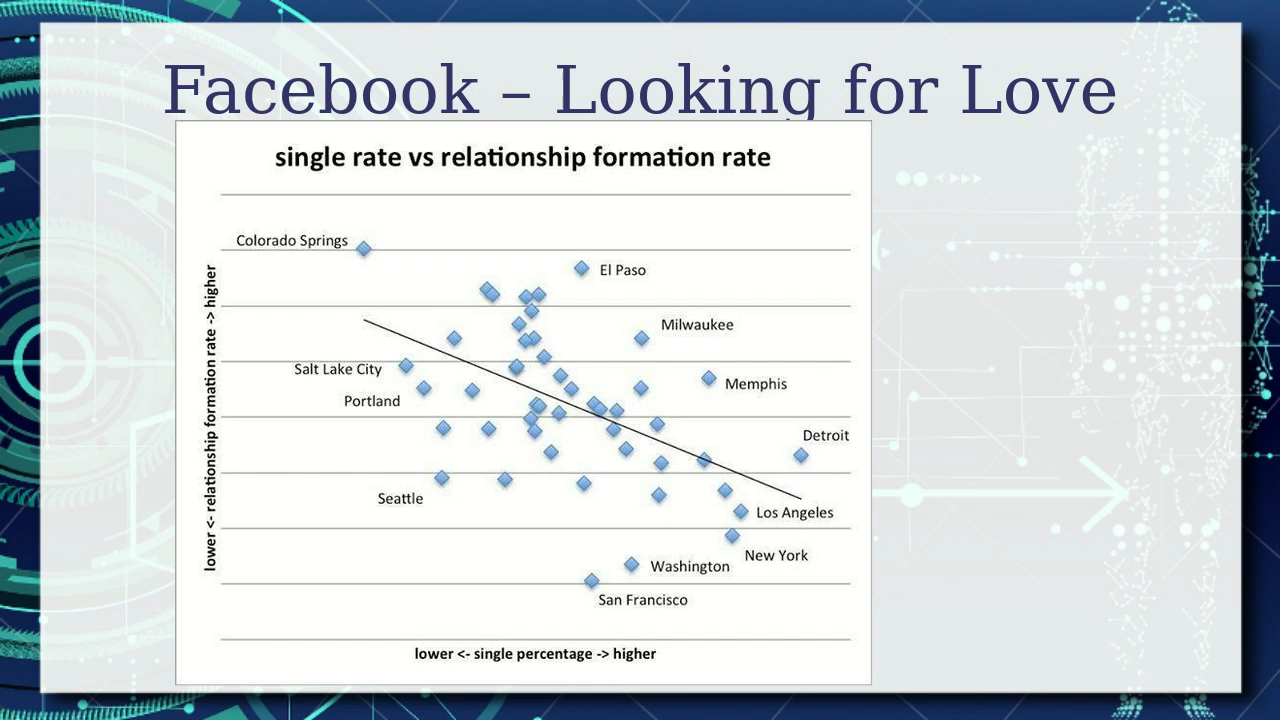 Facebook – Looking for Love
single rate vs relationship formation rate
Colorado Springs
El Paso
Milwaukee
Salt Lake City
Memphis
Portland
Detroit
Seattle
Los Angeles
New York
Washington
San Francisco
lower <- relationship formation rate -> higher
lower <- single percentage -> higher